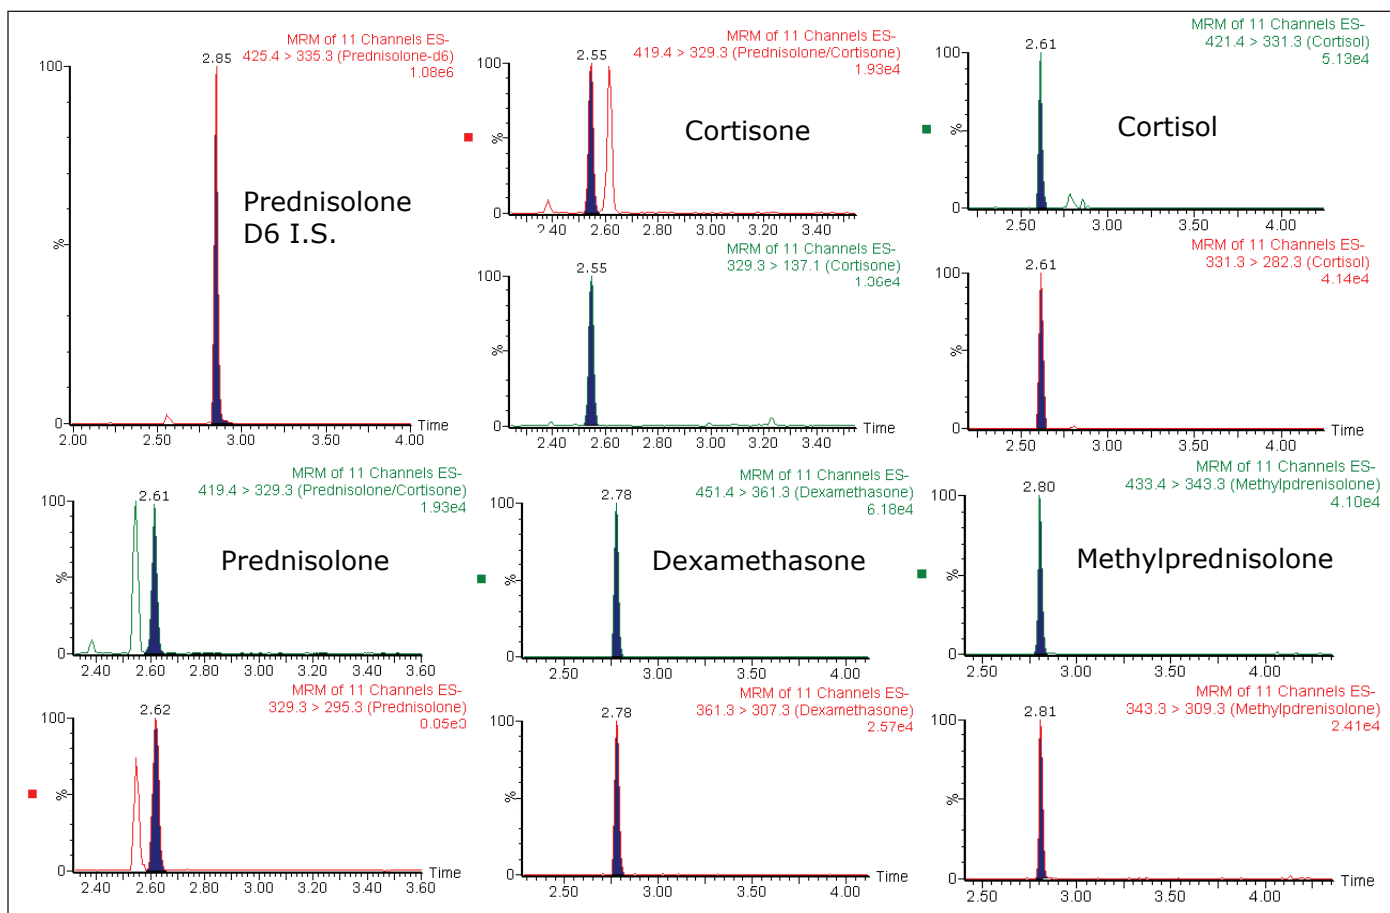 MRM of 11 Channels ES-
425.4 > 335.3 (Prednisolone-d6)
1.08e6
2.85
100
%
0
Prednisolone
D6 I.S.
2.00 2.50 3.00 3.50 4.00
Time
MRM of 11 Channels ES-
419.4 > 329.3 (Prednisolone/Cortisone)
1.93e4
2.55
100
%
0
Cortisone
2.40 2.60 2.80 3.00 3.20 3.40
MRM of 11 Channels ES-
421.4 > 331.3 (Cortisol)
5.13e4
2.61
100
%
0
Cortisol
2.50 3.00 3.50 4.00
MRM of 11 Channels ES-
329.3 > 137.1 (Cortisone)
2.55
100
%
0
2.40 2.60 2.80 3.00 3.20 3.40
MRM of 11 Channels ES-
331.3 > 282.3 (Cortisol)
4.14e4
2.61
100
%
0
2.50 3.00 3.50 4.00
Time
MRM of 11 Channels ES-
419.4 > 329.3 (Prednisolone/Cortisone)
1.93e4
2.61
100
%
0
Prednisolone
2.40 2.60 2.80 3.00 3.20 3.40 3.60
MRM of 11 Channels ES-
451.4 > 361.3 (Dexamethasone)
6.18e4
2.78
100
%
0
Dexamethasone
2.50 3.00 3.50 4.00
MRM of 11 Channels ES-
433.4 > 343.3 (Methylpdrenisolone)
4.10e4
2.80
100
%
0
Methylprednisolone
2.50 3.00 3.50 4.00
MRM of 11 Channels ES-
329.3 > 295.3 (Prednisolone)
2.62
100
%
0
2.40 2.60 2.80 3.00 3.20 3.40 3.60
Time
MRM of 11 Channels ES-
361.3 > 307.3 (Dexamethasone)
2.57e4
2.78
100
%
0
2.50 3.00 3.50 4.00
Time
MRM of 11 Channels ES-
343.3 > 309.3 (Methylpdrenisolone)
2.41e4
2.81
100
%
0
2.50 3.00 3.50 4.00
Time